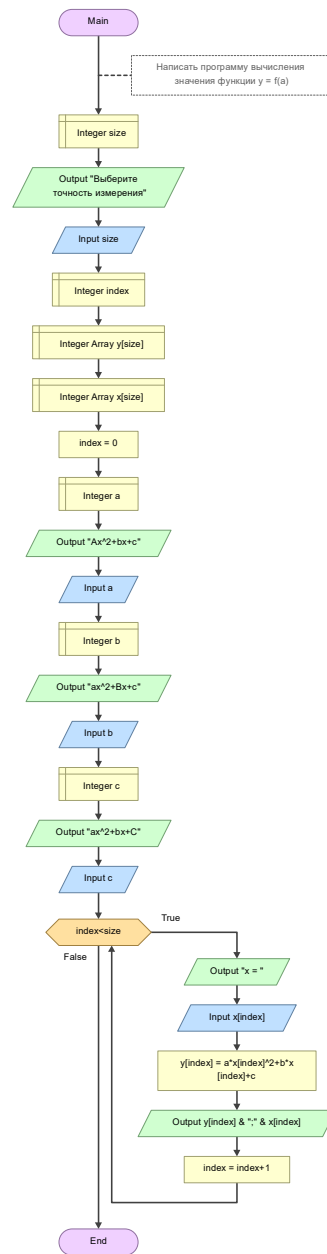 Main
Написать программу вычисления
значения функции y = f(a)
Integer size
Output "Выберите
точность измерения"
Input size
Integer index
Integer Array y[size]
Integer Array x[size]
index = 0
Integer a
Output "Ax^2+bx+c"
Input a
Integer b
Output "ax^2+Bx+c"
Input b
Integer c
Output "ax^2+bx+C"
Input c
index<size
True
False
Output "x = "
Input x[index]
y[index] = a*x[index]^2+b*x
[index]+c
Output y[index] & ";" & x[index]
index = index+1
End